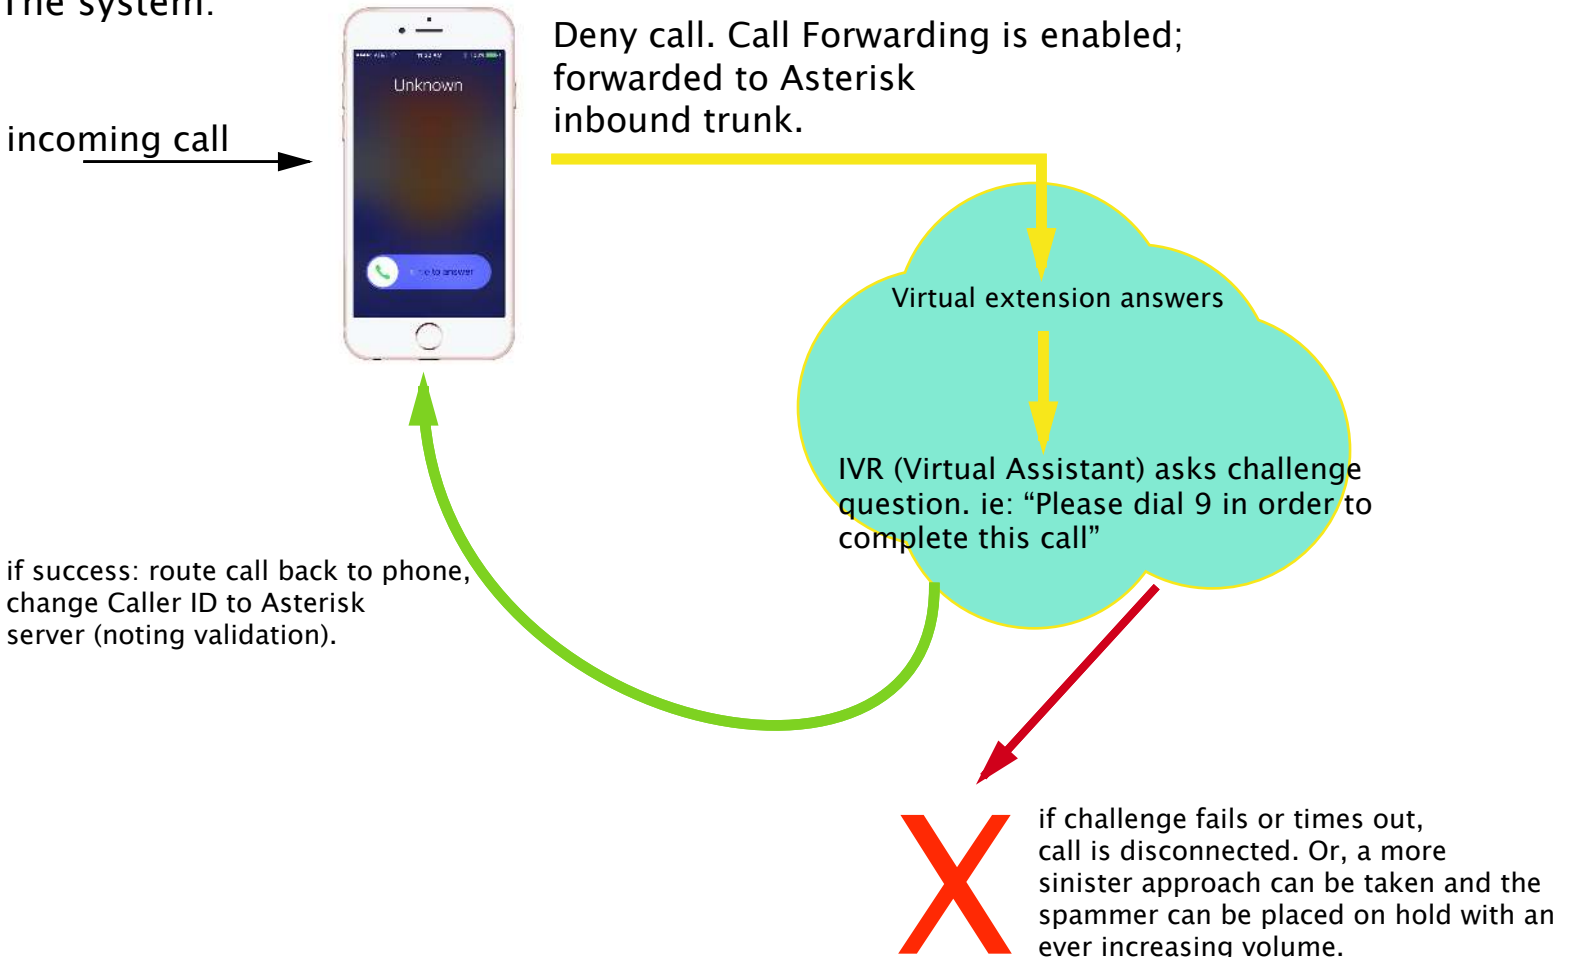 The system:
incoming call
Unknown
to answer
Deny call. Call Forwarding is enabled;
forwarded to Asterisk
inbound trunk.
Virtual extension answers
IVR (Virtual Assistant) asks challenge
question. ie: “Please dial 9 in order to
complete this call”
if success: route call back to phone,
change Caller ID to Asterisk
server (noting validation).
X
if challenge fails or times out,
call is disconnected. Or, a more
sinister approach can be taken and the
spammer can be placed on hold with an
ever increasing volume.